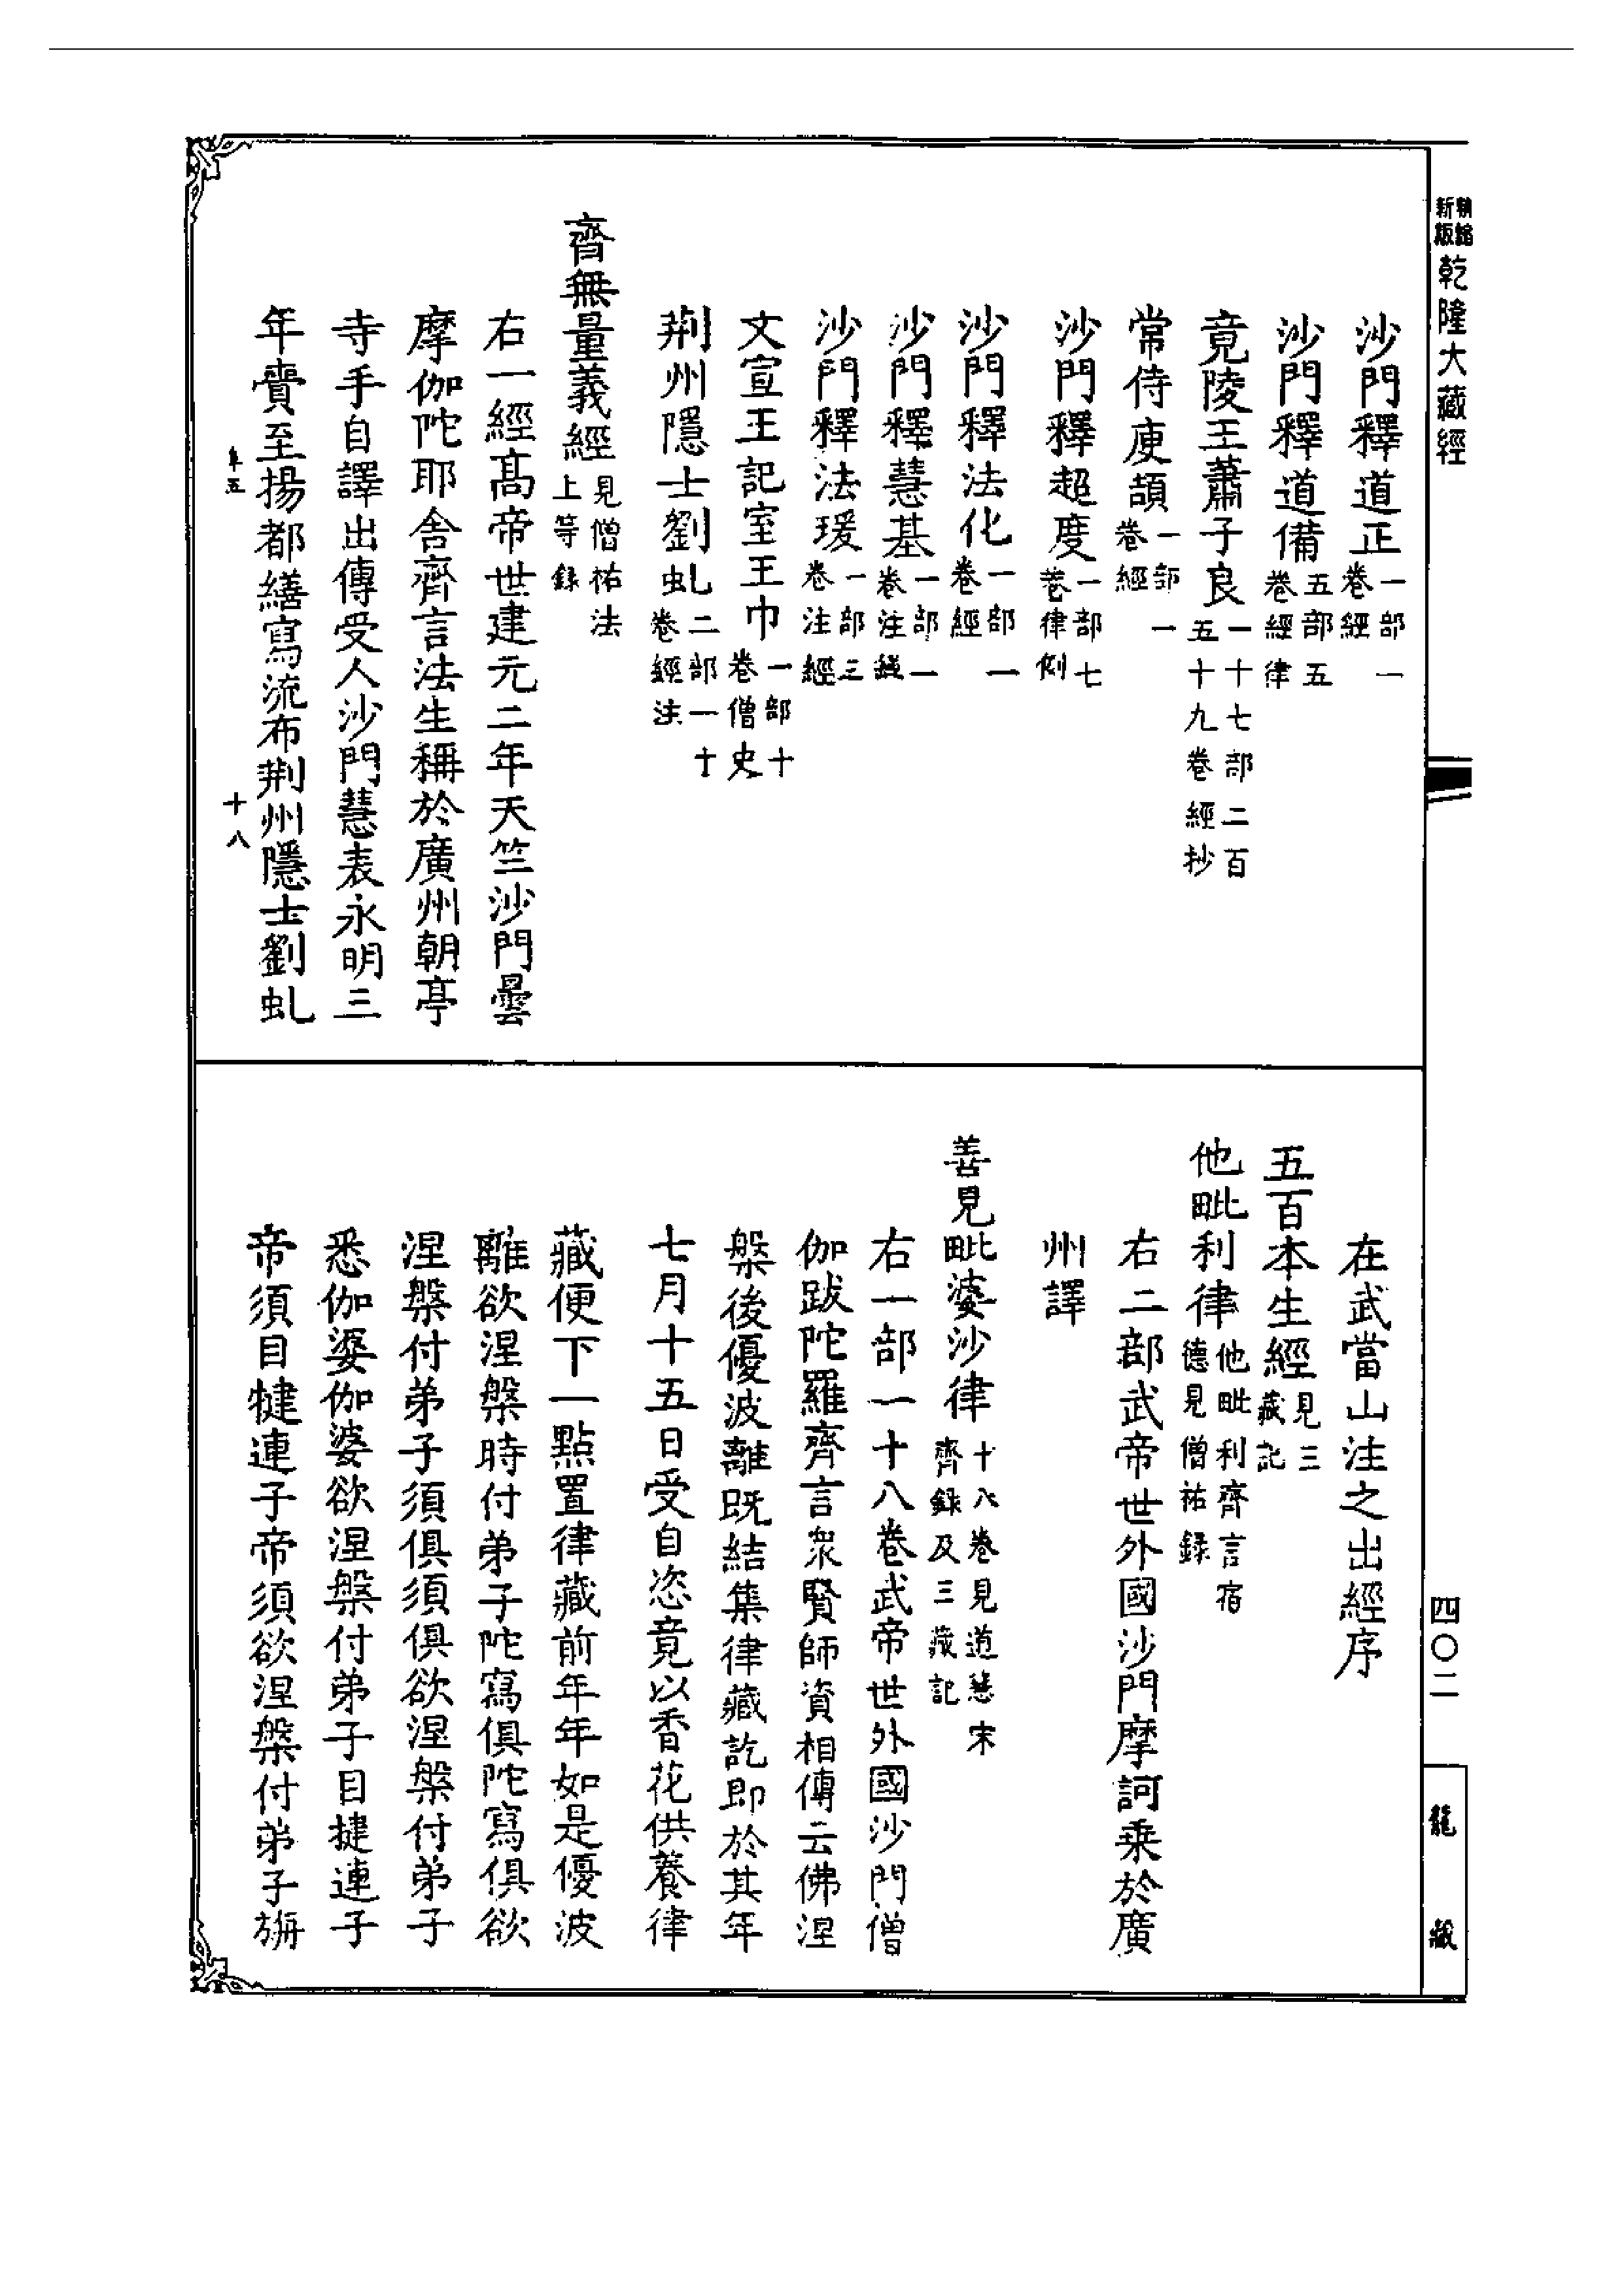 新編
新版
乾隆大藏經
沙門釋道正一部一卷經
沙門釋道備五部五卷經律
竟陵王蕭子良一十七部二百五十九卷經抄
常侍庾頡一部一卷經
沙門釋超度一部七卷律例
沙門釋法化一部一卷經
沙門釋慧基一部一卷注
沙門釋法瑗一部三卷注經
文宣王記室王巾一部十卷僧史
荆州隱士劉虬二部一十卷經注
齊無量義經見僧祐法上等録
右一經高帝世建元二年天竺沙門曇
摩伽陀耶舍齊言法生稱於廣州朝亭
寺手自譯出傳受人沙門慧表永明三
年賷至揚都繕寫流布荆州隱士劉虬
阜五
十八
在武當山注之出經序
五百本生經見三藏記
他毗利律他毗利齊言宿德見僧祐録
右二部武帝世外國沙門摩訶乗於廣
州譯
善見毗婆沙律十八卷見道慧宋齊録及三藏記
右一部一十八卷武帝世外國沙門僧
伽跋陀羅齊言衆賢師資相傳云佛涅
槃後優波離既結集律藏訖即於其年
七月十五日受自恣竟以香花供養律
藏便下一點置律藏前年年如是優波
離欲涅槃時付弟子陀寫俱陀寫俱欲
涅槃付弟子須俱須俱欲涅槃付弟子
悉伽婆伽婆欲涅槃付弟子目揵連子
帝須目犍連子帝須欲涅槃付弟子旃
四〇二
龍藏